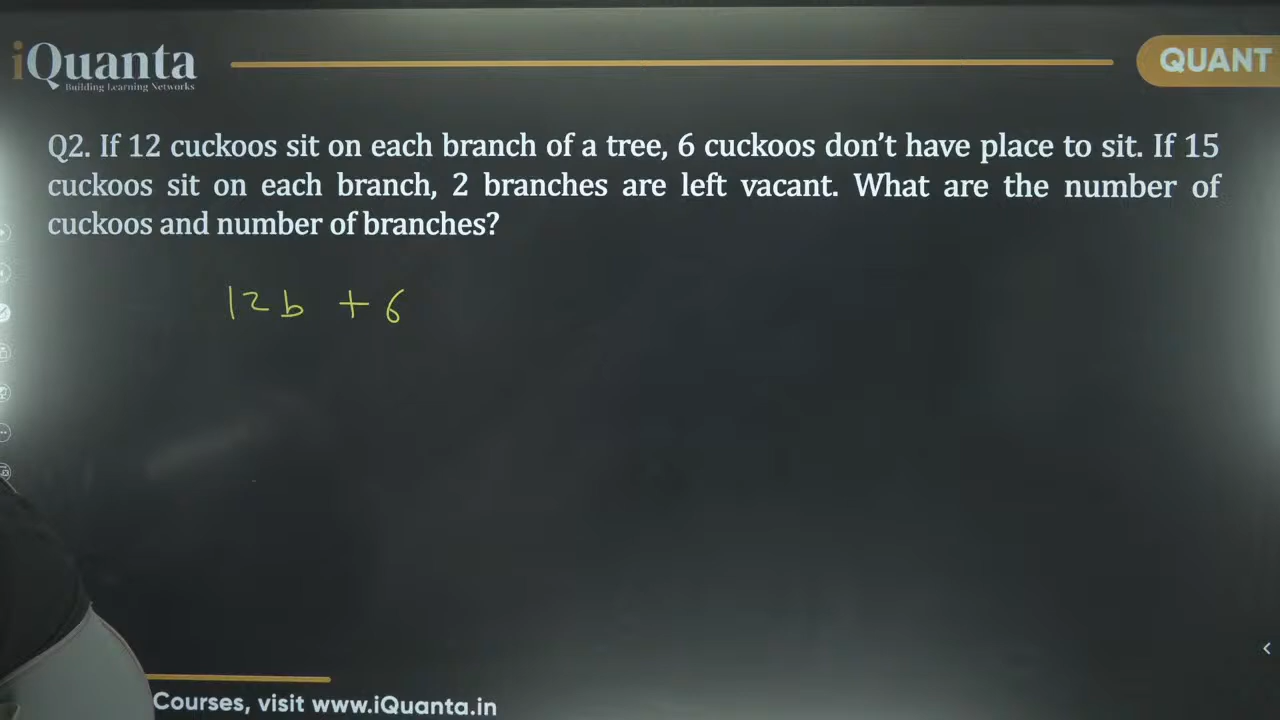 iQuanta
Building Learning Networks
QUANT
Q2. If 12 cuckoos sit on each branch of a tree, 6 cuckoos don’t have place to sit. If 15
cuckoos sit on each branch, 2 branches are left vacant. What are the number of
cuckoos and number of branches?
12b + 6
Courses, visit www.iQuanta.in